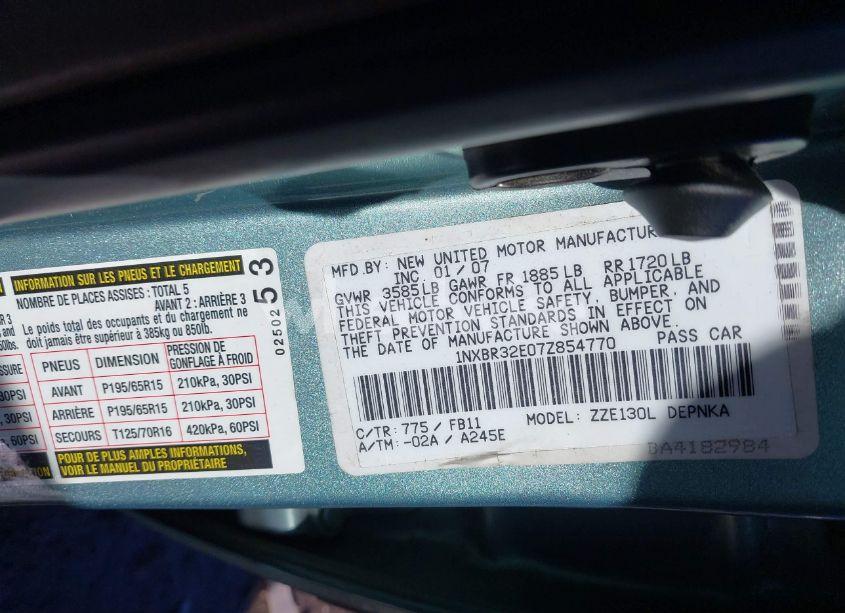 INFORMATION SUR LES PNEUS ET LE CHARGEMENT
NOMBRE DE PLACES ASSISES : TOTAL 5
AVANT 2 : ARRIÈRE 3
Le poids total des occupants et du chargement ne
doit jamais être supérieur à 385kg ou 850lb.
PNEUS DIMENSION PRESSION DE GONFLAGE À FROID
AVANT P195/65R15 210kPa, 30PSI
ARRIÈRE P195/65R15 210kPa, 30PSI
SECOURS T125/70R16 420kPa, 60PSI
POUR DE PLUS AMPLES INFORMATIONS,
VOIR LE MANUEL DU PROPRIÉTAIRE
02502
53
MFD.BY: NEW UNITED MOTOR MANUFACTUR
INC. 01/07
GVWR 3585LB GAWR FR 1885LB RR 1720LB
THIS VEHICLE CONFORMS TO ALL APPLICABLE
FEDERAL MOTOR VEHICLE SAFETY, BUMPER, AND
THEFT PREVENTION STANDARDS IN EFFECT ON
THE DATE OF MANUFACTURE SHOWN ABOVE.
1NXBR32E07Z854770 PASS CAR
C/TR: 775/FB11 MODEL: ZZE130L DEPNKA
A/TM: -02A/A245E
BA4182984